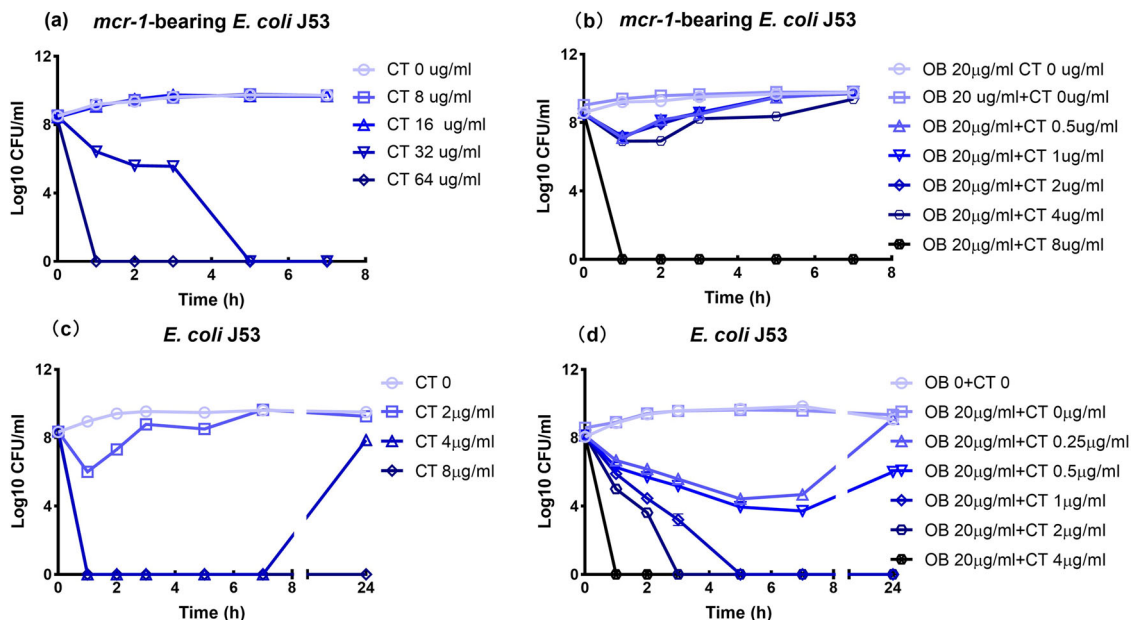 (a) mcr-1-bearing E. coli J53
12
8
4
0
Log10 CFU/ml
0 2 4 6 8
Time (h)
CT 0 ug/ml
CT 8 ug/ml
CT 16 ug/ml
CT 32 ug/ml
CT 64 ug/ml
(b) mcr-1-bearing E. coli J53
12
8
4
0
Log10 CFU/ml
0 2 4 6 8
Time (h)
OB 20μg/ml CT 0 ug/ml
OB 20 ug/ml+CT 0ug/ml
OB 20μg/ml+CT 0.5ug/ml
OB 20μg/ml+CT 1ug/ml
OB 20μg/ml+CT 2ug/ml
OB 20μg/ml+CT 4ug/ml
OB 20μg/ml+CT 8ug/ml
(c) E. coli J53
12
8
4
0
Log10 CFU/ml
0 2 4 6 8 24
Time (h)
CT 0
CT 2μg/ml
CT 4μg/ml
CT 8μg/ml
(d) E. coli J53
12
8
4
0
Log10 CFU/ml
0 2 4 6 8 24
Time (h)
OB 0+CT 0
OB 20μg/ml+CT 0μg/ml
OB 20μg/ml+CT 0.25μg/ml
OB 20μg/ml+CT 0.5μg/ml
OB 20μg/ml+CT 1μg/ml
OB 20μg/ml+CT 2μg/ml
OB 20μg/ml+CT 4μg/ml